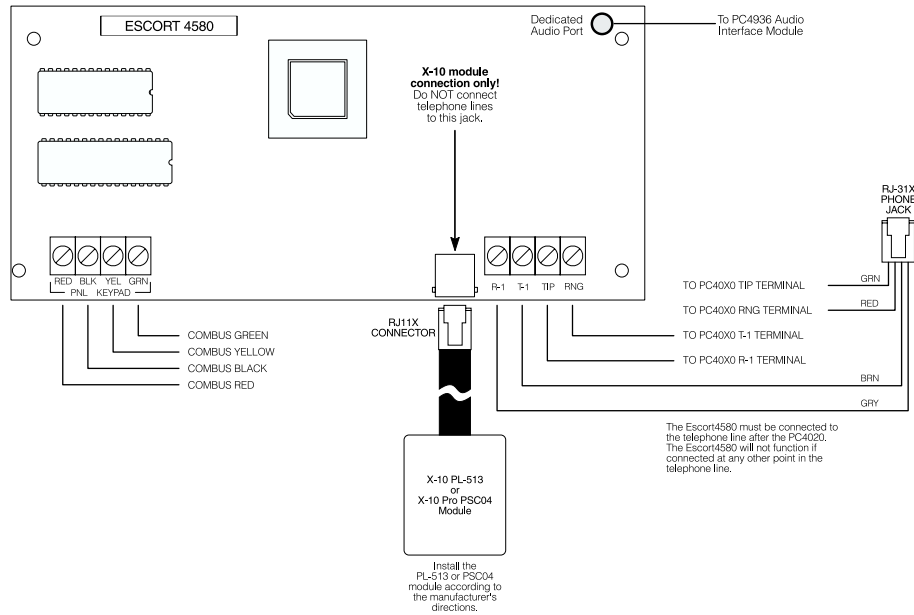 ESCORT 4580
Dedicated
Audio Port
To PC4936 Audio
Interface Module
X-10 module
connection only!
Do NOT connect
telephone lines
to this jack.
RJ-31X
PHONE
JACK
RED BLK YEL GRN
PNL KEYPAD
R-1 T-1 TIP RNG
RJ11X
CONNECTOR
COMBUS GREEN
COMBUS YELLOW
COMBUS BLACK
COMBUS RED
TO PC40X0 TIP TERMINAL
GRN
TO PC40X0 RNG TERMINAL
RED
TO PC40X0 T-1 TERMINAL
TO PC40X0 R-1 TERMINAL
BRN
GRY
The Escort4580 must be connected to
the telephone line after the PC4020.
The Escort4580 will not function if
connected at any other point in the
telephone line.
X-10 PL-513
or
X-10 Pro PSC04
Module
Install the
PL-513 or PSC04
module according to
the manufacturer's
directions.